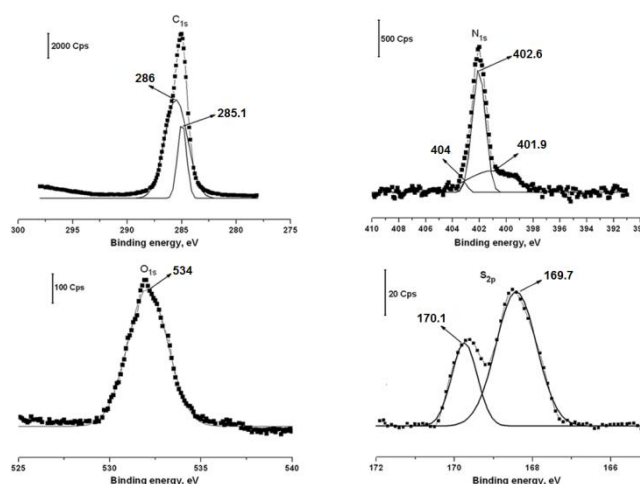 C1s
2000 Cps
286
285.1
300 295 290 285 280 275
Binding energy, eV
N1s
500 Cps
402.6
404
401.9
410 408 406 404 402 400 398 396 394 392
Binding energy, eV
O1s
100 Cps
534
525 530 535 540
Binding energy, eV
S2p
20 Cps
169.7
170.1
172 170 168 166
Binding energy, eV